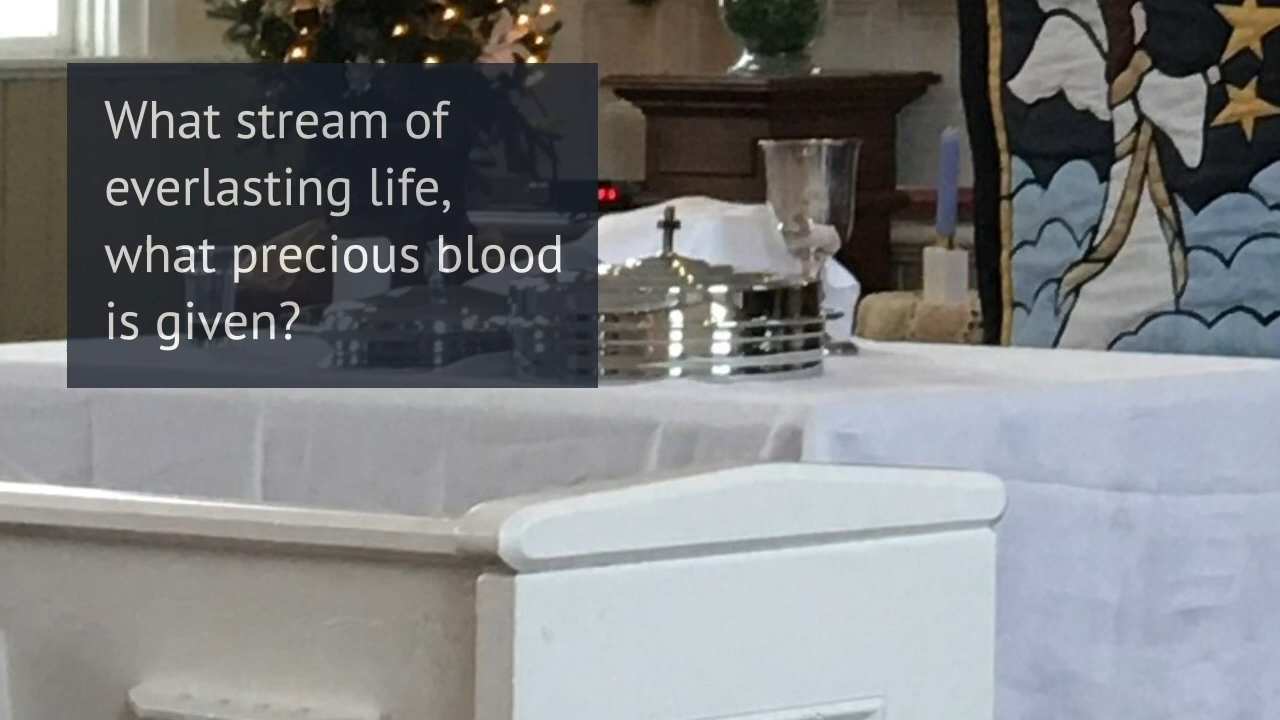 What stream of
everlasting life,
what precious blood
is given?